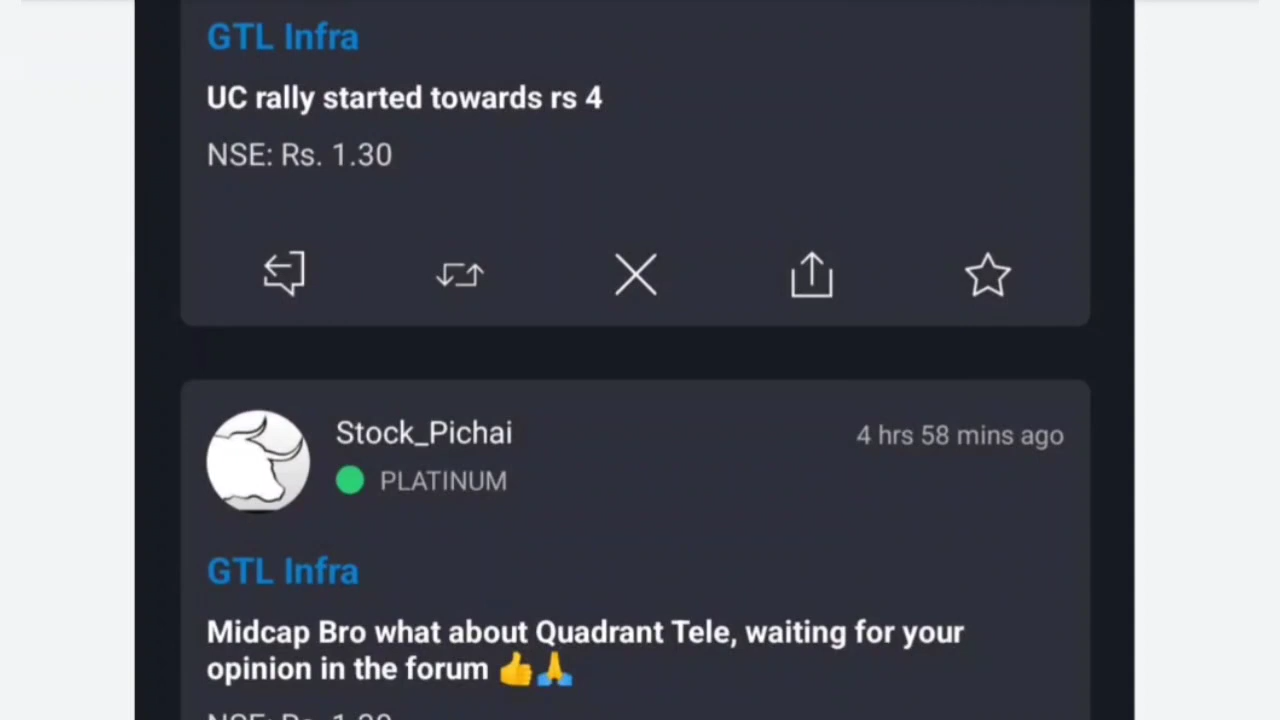 GTL Infra
UC rally started towards rs 4
NSE: Rs. 1.30
Stock_Pichai
4 hrs 58 mins ago
PLATINUM
GTL Infra
Midcap Bro what about Quadrant Tele, waiting for your
opinion in the forum 👍🙏